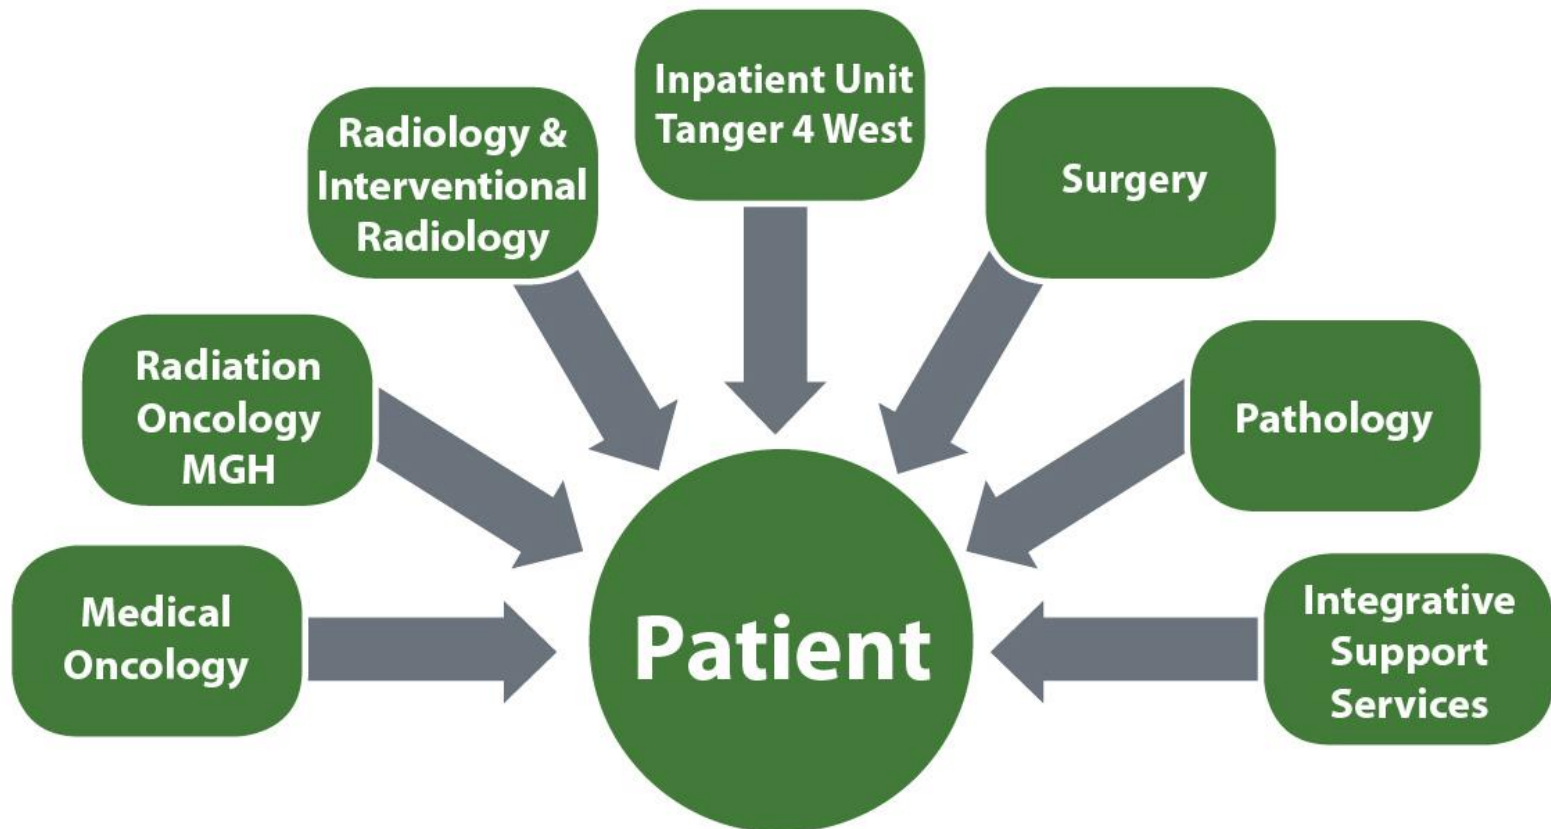 Inpatient Unit
Tanger 4 West
Radiology &
Interventional
Radiology
Surgery
Radiation
Oncology
MGH
Pathology
Medical
Oncology
Patient
Integrative
Support
Services